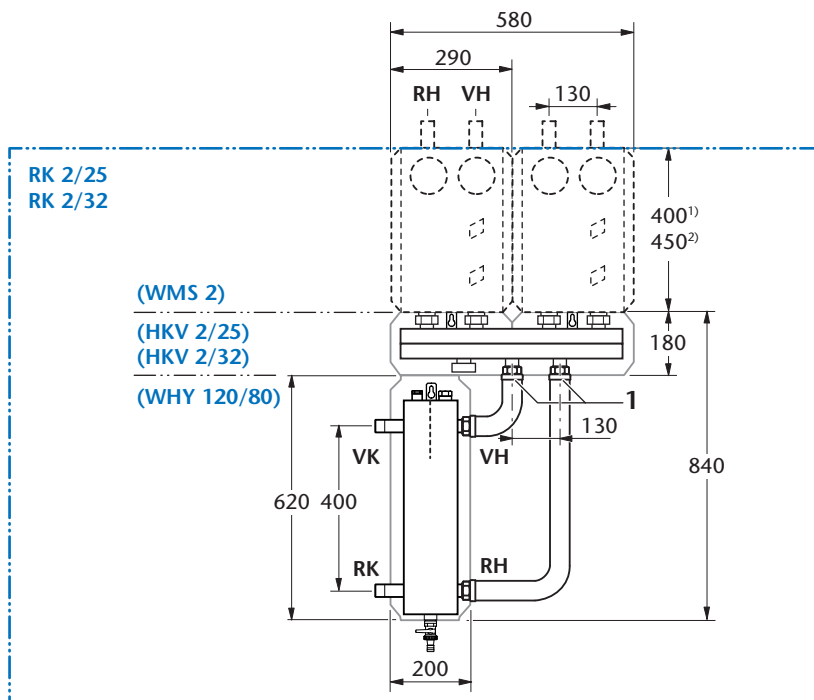 580
290
RH VH 130
RK 2/25
RK 2/32
400¹⁾
450²⁾
(WMS 2)
(HKV 2/25)
(HKV 2/32)
180
(WHY 120/80)
1
130
VK VH
840
620 400
RK RH
200